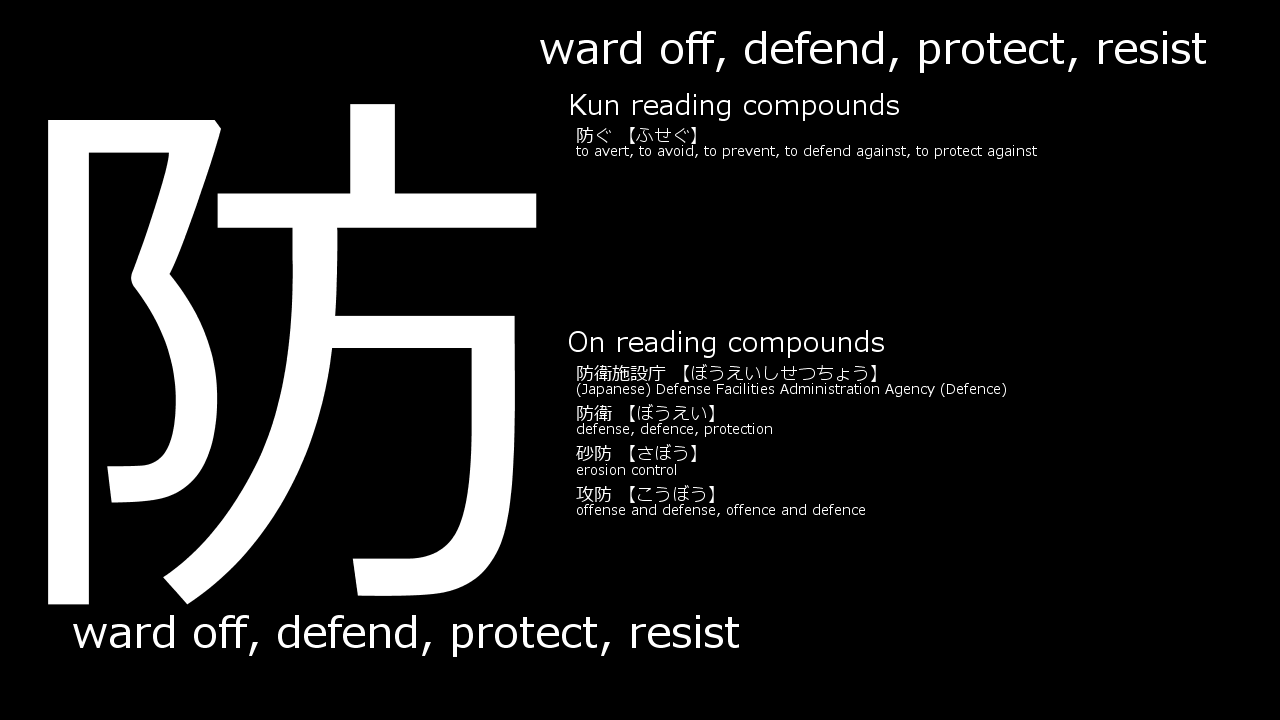 防
ward off, defend, protect, resist
Kun reading compounds
防ぐ 【ふせぐ】
to avert, to avoid, to prevent, to defend against, to protect against
On reading compounds
防衛施設庁 【ぼうえいしせつちょう】
(Japanese) Defense Facilities Administration Agency (Defence)
防衛 【ぼうえい】
defense, defence, protection
砂防 【さぼう】
erosion control
攻防 【こうぼう】
offense and defense, offence and defence
ward off, defend, protect, resist